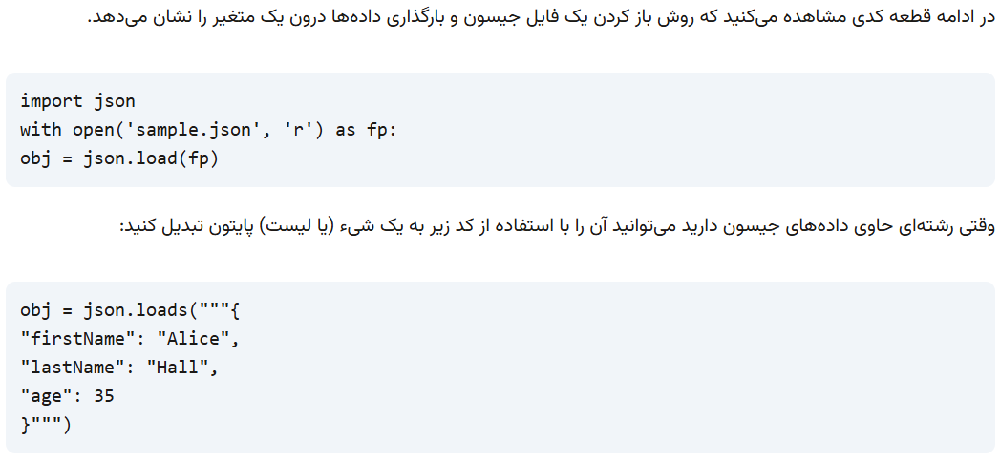 در ادامه قطعه کدی مشاهده می‌کنید که روش باز کردن یک فایل جیسون و بارگذاری داده‌ها درون یک متغیر را نشان می‌دهد.
import json
with open('sample.json', 'r') as fp:
obj = json.load(fp)
وقتی رشته‌ای حاوی داده‌های جیسون دارید می‌توانید آن را با استفاده از کد زیر به یک شیء (یا لیست) پایتون تبدیل کنید:
obj = json.loads("""{
"firstName": "Alice",
"lastName": "Hall",
"age": 35
}""")